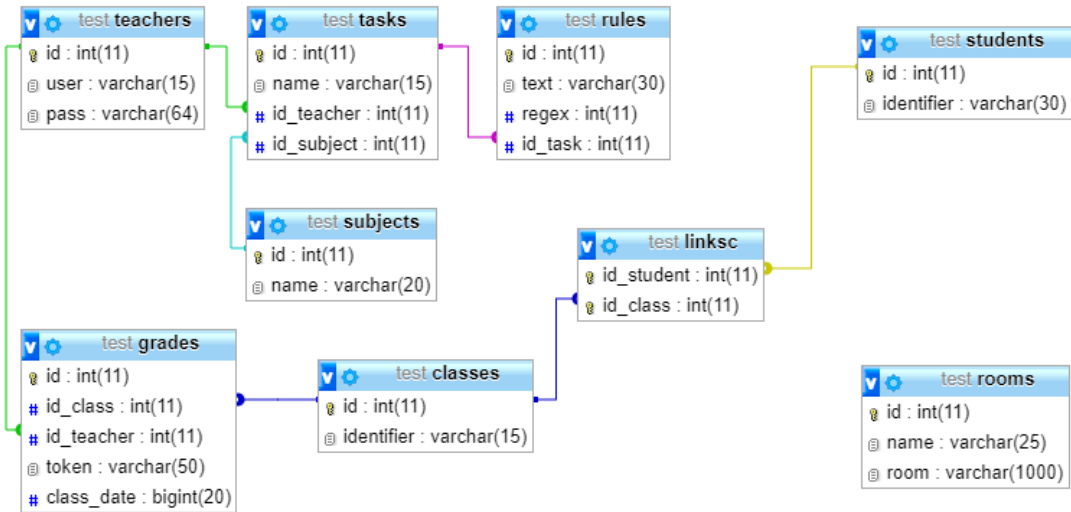 test teachers
id : int(11)
user : varchar(15)
pass : varchar(64)
test tasks
id : int(11)
name : varchar(15)
id_teacher : int(11)
id_subject : int(11)
test rules
id : int(11)
text : varchar(30)
regex : int(11)
id_task : int(11)
test students
id : int(11)
identifier : varchar(30)
test subjects
id : int(11)
name : varchar(20)
test linksc
id_student : int(11)
id_class : int(11)
test grades
id : int(11)
id_class : int(11)
id_teacher : int(11)
token : varchar(50)
class_date : bigint(20)
test classes
id : int(11)
identifier : varchar(15)
test rooms
id : int(11)
name : varchar(25)
room : varchar(1000)